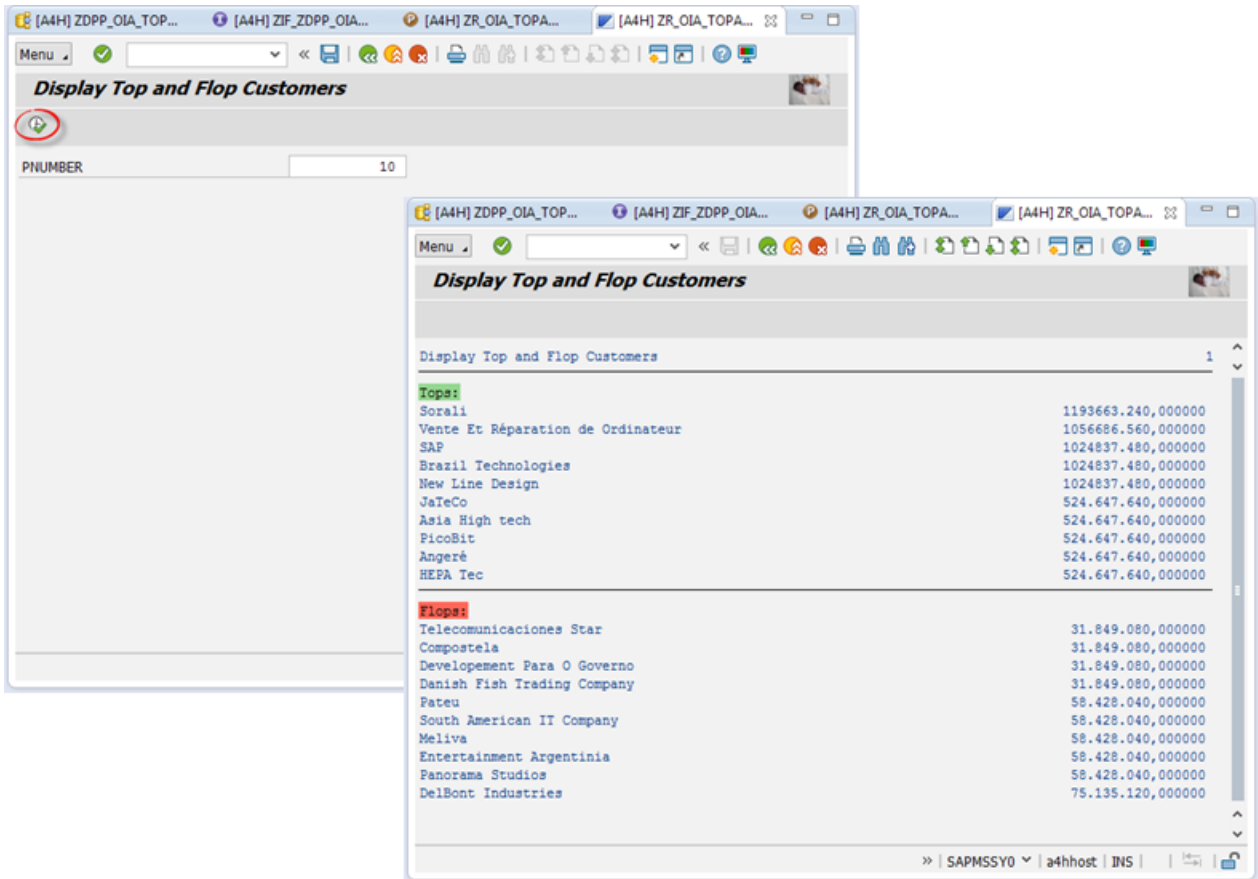 [A4H] ZDPP_OIA_TOP... [A4H] ZIF_ZDPP_OIA... [A4H] ZR_OIA_TOPA... [A4H] ZR_OIA_TOPA...
Menu
Display Top and Flop Customers
PNUMBER 10
[A4H] ZDPP_OIA_TOP... [A4H] ZIF_ZDPP_OIA... [A4H] ZR_OIA_TOPA... [A4H] ZR_OIA_TOPA...
Menu
Display Top and Flop Customers
Display Top and Flop Customers 1
Tops:
Sorali 1193663.240,000000
Vente Et Réparation de Ordinateur 1056686.560,000000
SAP 1024837.480,000000
Brazil Technologies 1024837.480,000000
New Line Design 1024837.480,000000
JaTeCo 524.647.640,000000
Asia High tech 524.647.640,000000
PicoBit 524.647.640,000000
Angeré 524.647.640,000000
HEPA Tec 524.647.640,000000
Flops:
Telecomunicaciones Star 31.849.080,000000
Compostela 31.849.080,000000
Developement Para O Governo 31.849.080,000000
Danish Fish Trading Company 31.849.080,000000
Pateu 58.428.040,000000
South American IT Company 58.428.040,000000
Meliva 58.428.040,000000
Entertainment Argentinia 58.428.040,000000
Panorama Studios 58.428.040,000000
DelBont Industries 75.135.120,000000
» | SAPMSSY0 | a4hhost | INS |